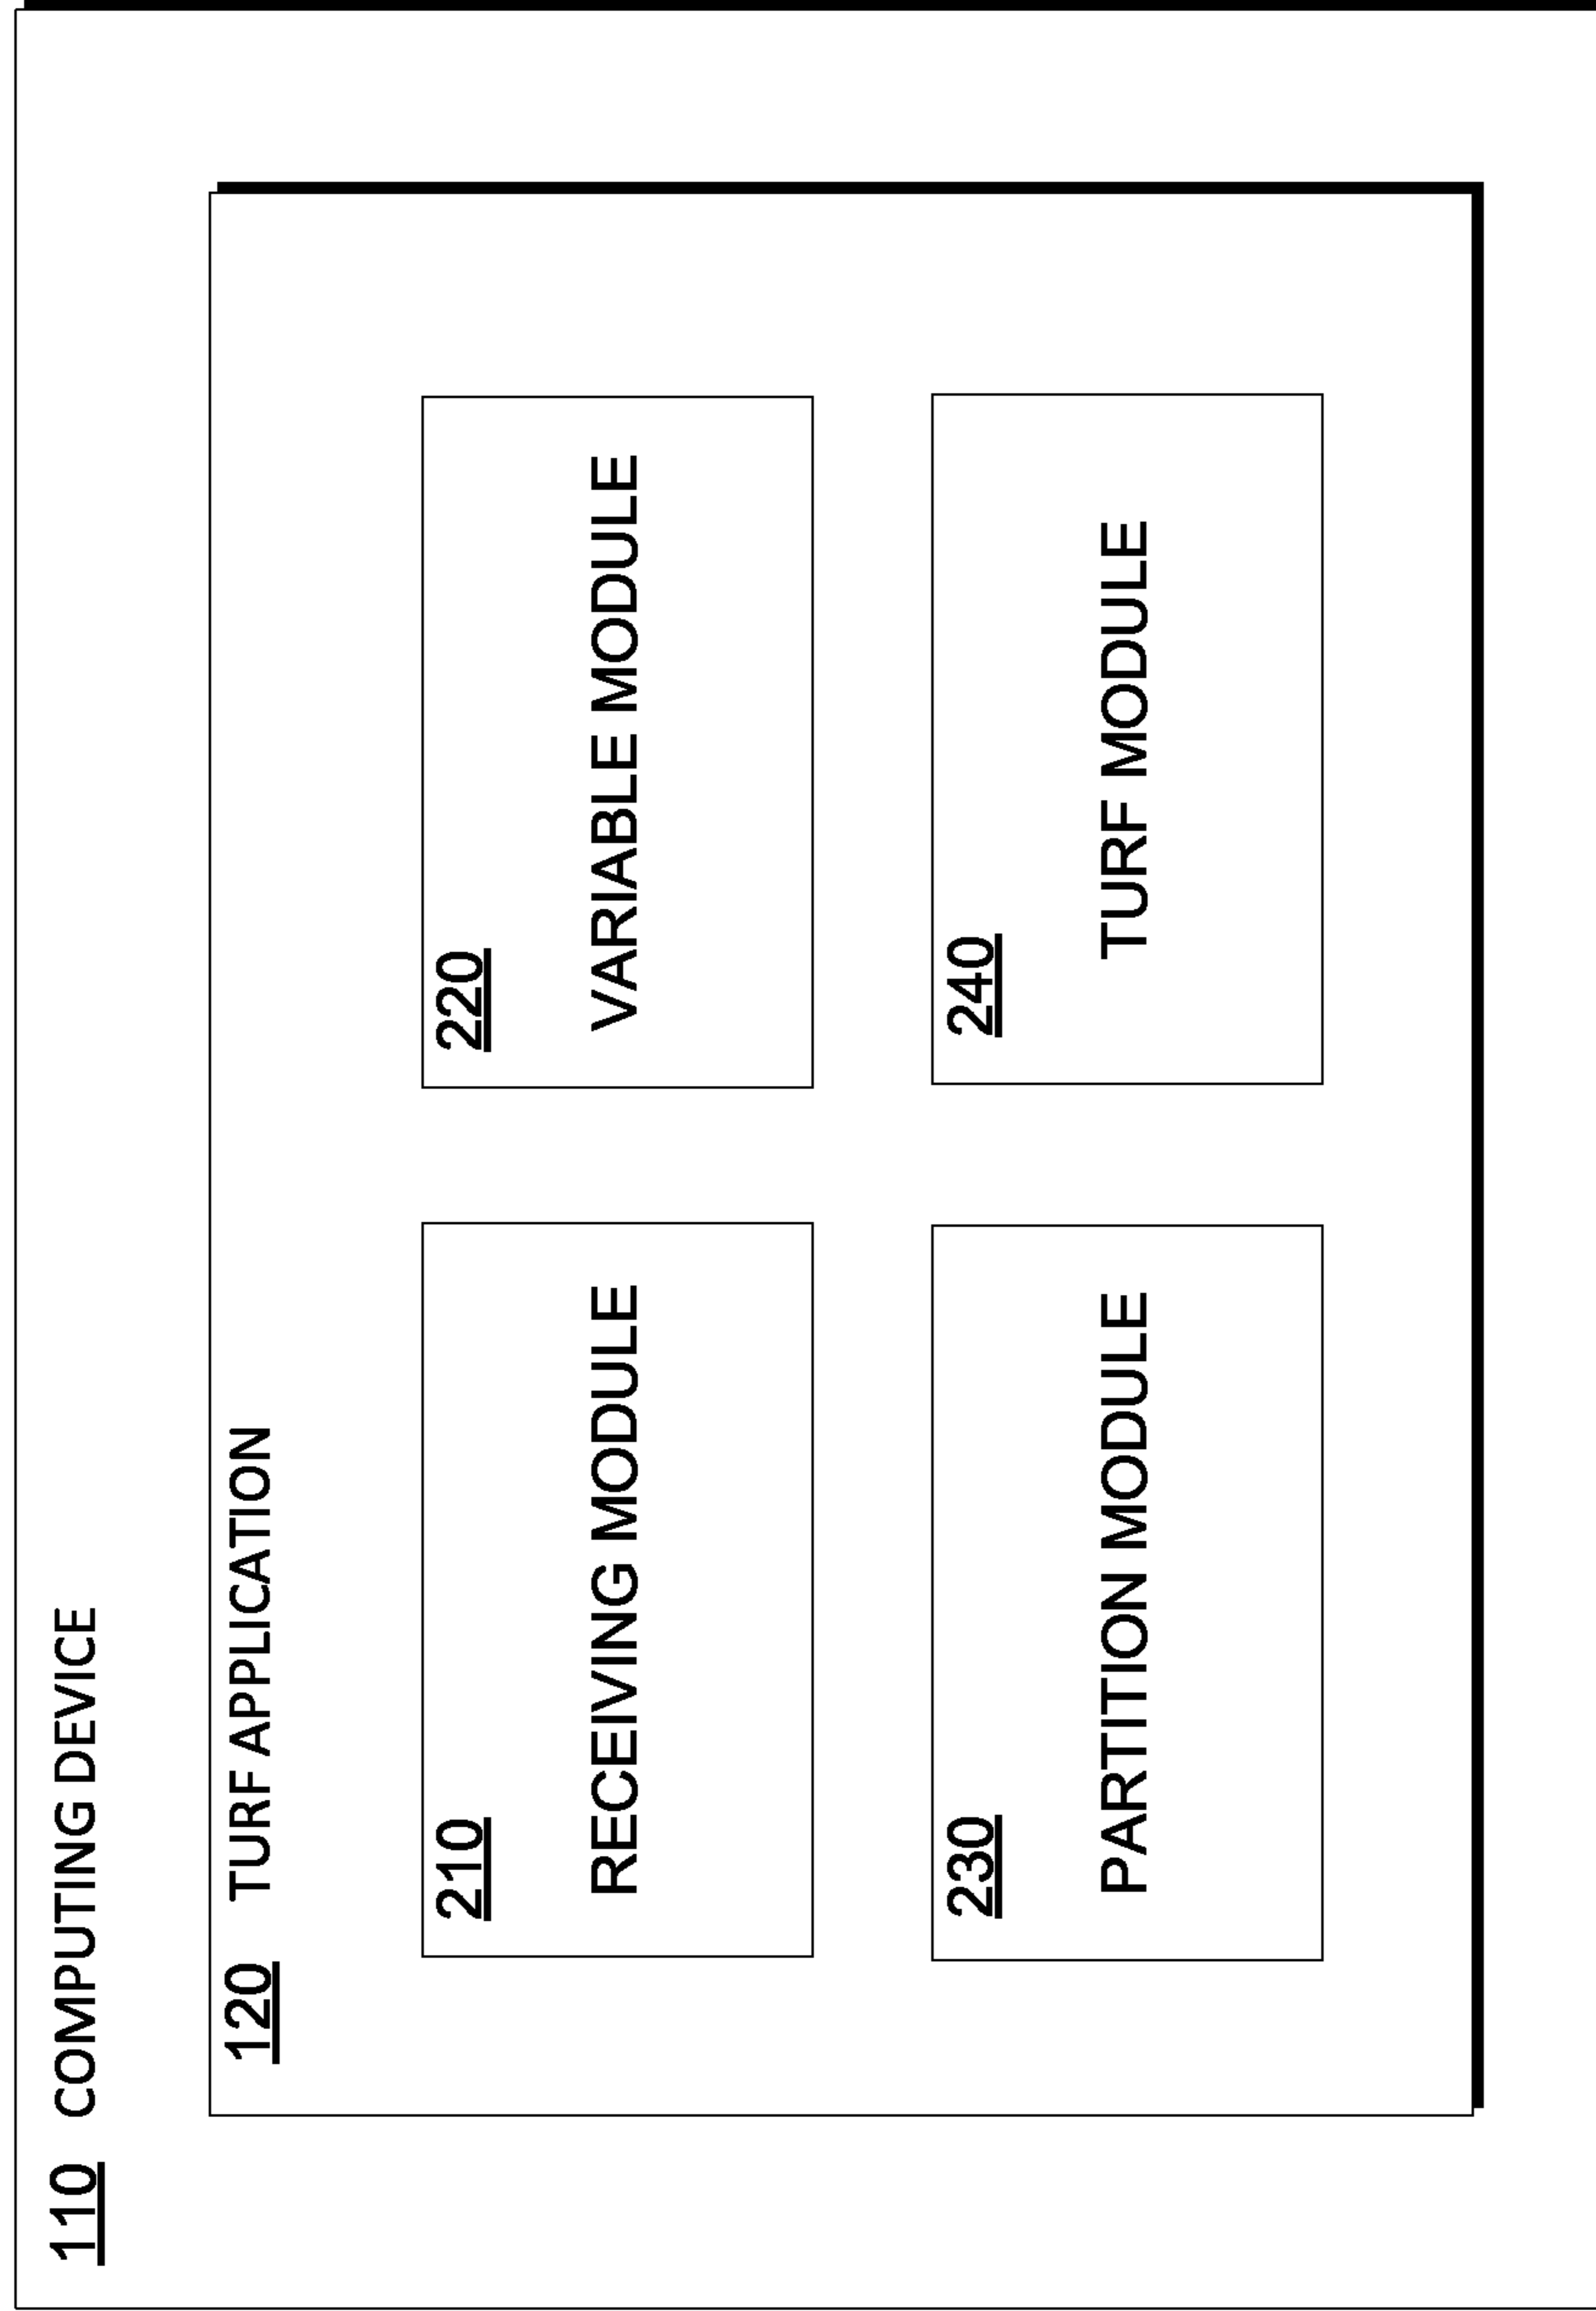 110 COMPUTING DEVICE
120 TURF APPLICATION
210
RECEIVING MODULE
220
VARIABLE MODULE
230
PARTITION MODULE
240
TURF MODULE